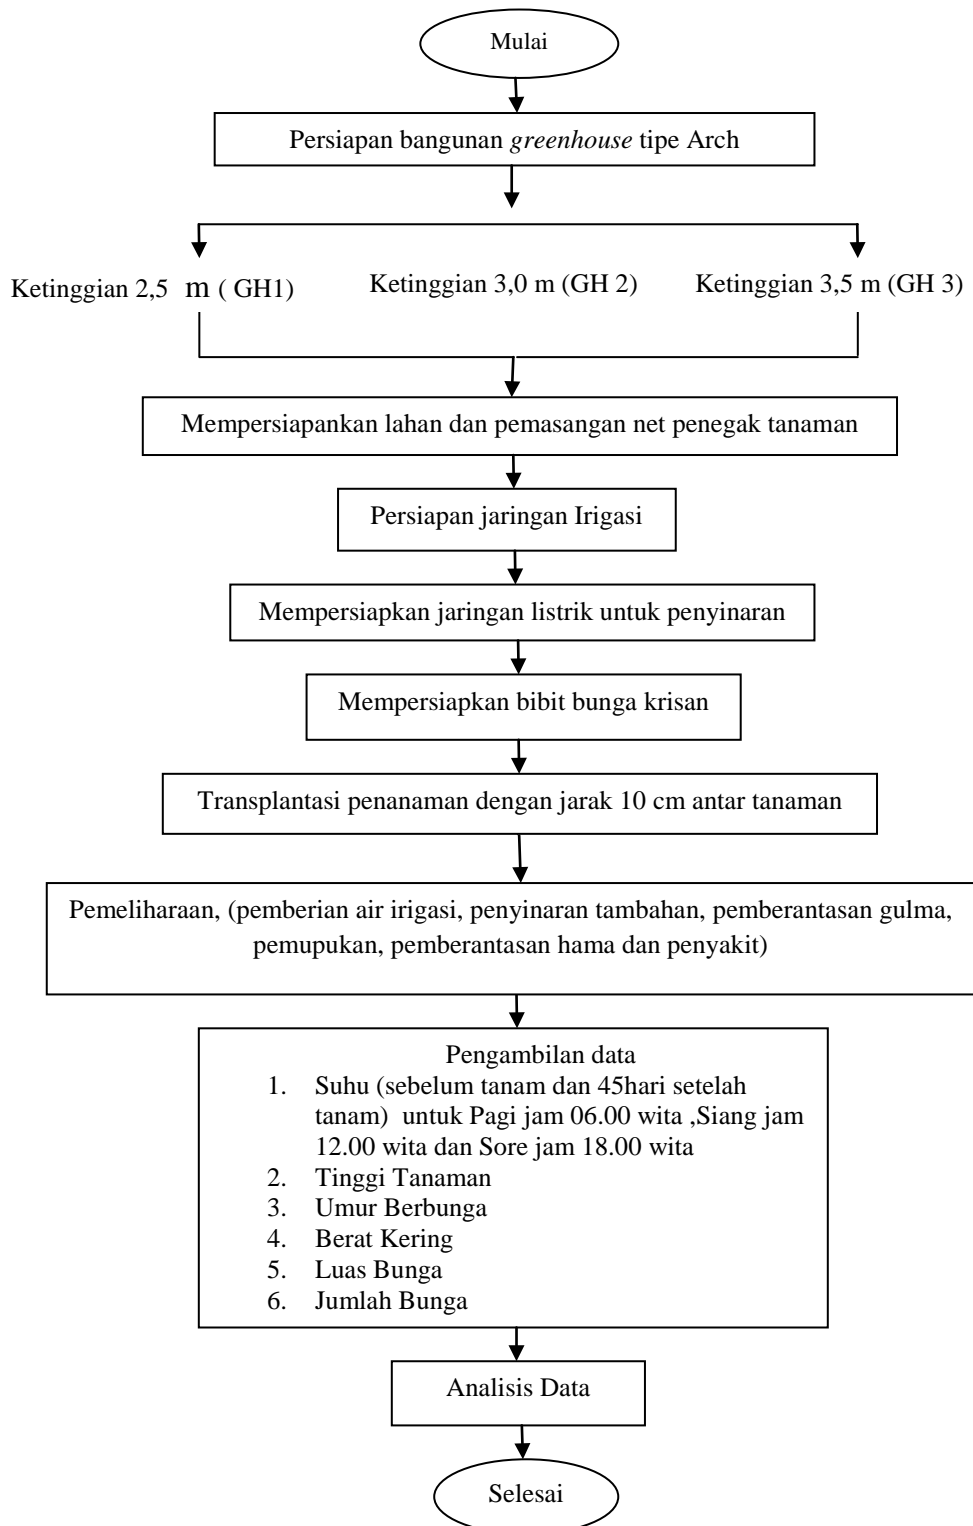 Mulai
Persiapan bangunan greenhouse tipe Arch
Ketinggian 2,5 m ( GH1)
Ketinggian 3,0 m (GH 2)
Ketinggian 3,5 m (GH 3)
Mempersiapankan lahan dan pemasangan net penegak tanaman
Persiapan jaringan Irigasi
Mempersiapkan jaringan listrik untuk penyinaran
Mempersiapkan bibit bunga krisan
Transplantasi penanaman dengan jarak 10 cm antar tanaman
Pemeliharaan, (pemberian air irigasi, penyinaran tambahan, pemberantasan gulma,
pemupukan, pemberantasan hama dan penyakit)
Pengambilan data
1. Suhu (sebelum tanam dan 45hari setelah
tanam) untuk Pagi jam 06.00 wita ,Siang jam
12.00 wita dan Sore jam 18.00 wita
2. Tinggi Tanaman
3. Umur Berbunga
4. Berat Kering
5. Luas Bunga
6. Jumlah Bunga
Analisis Data
Selesai